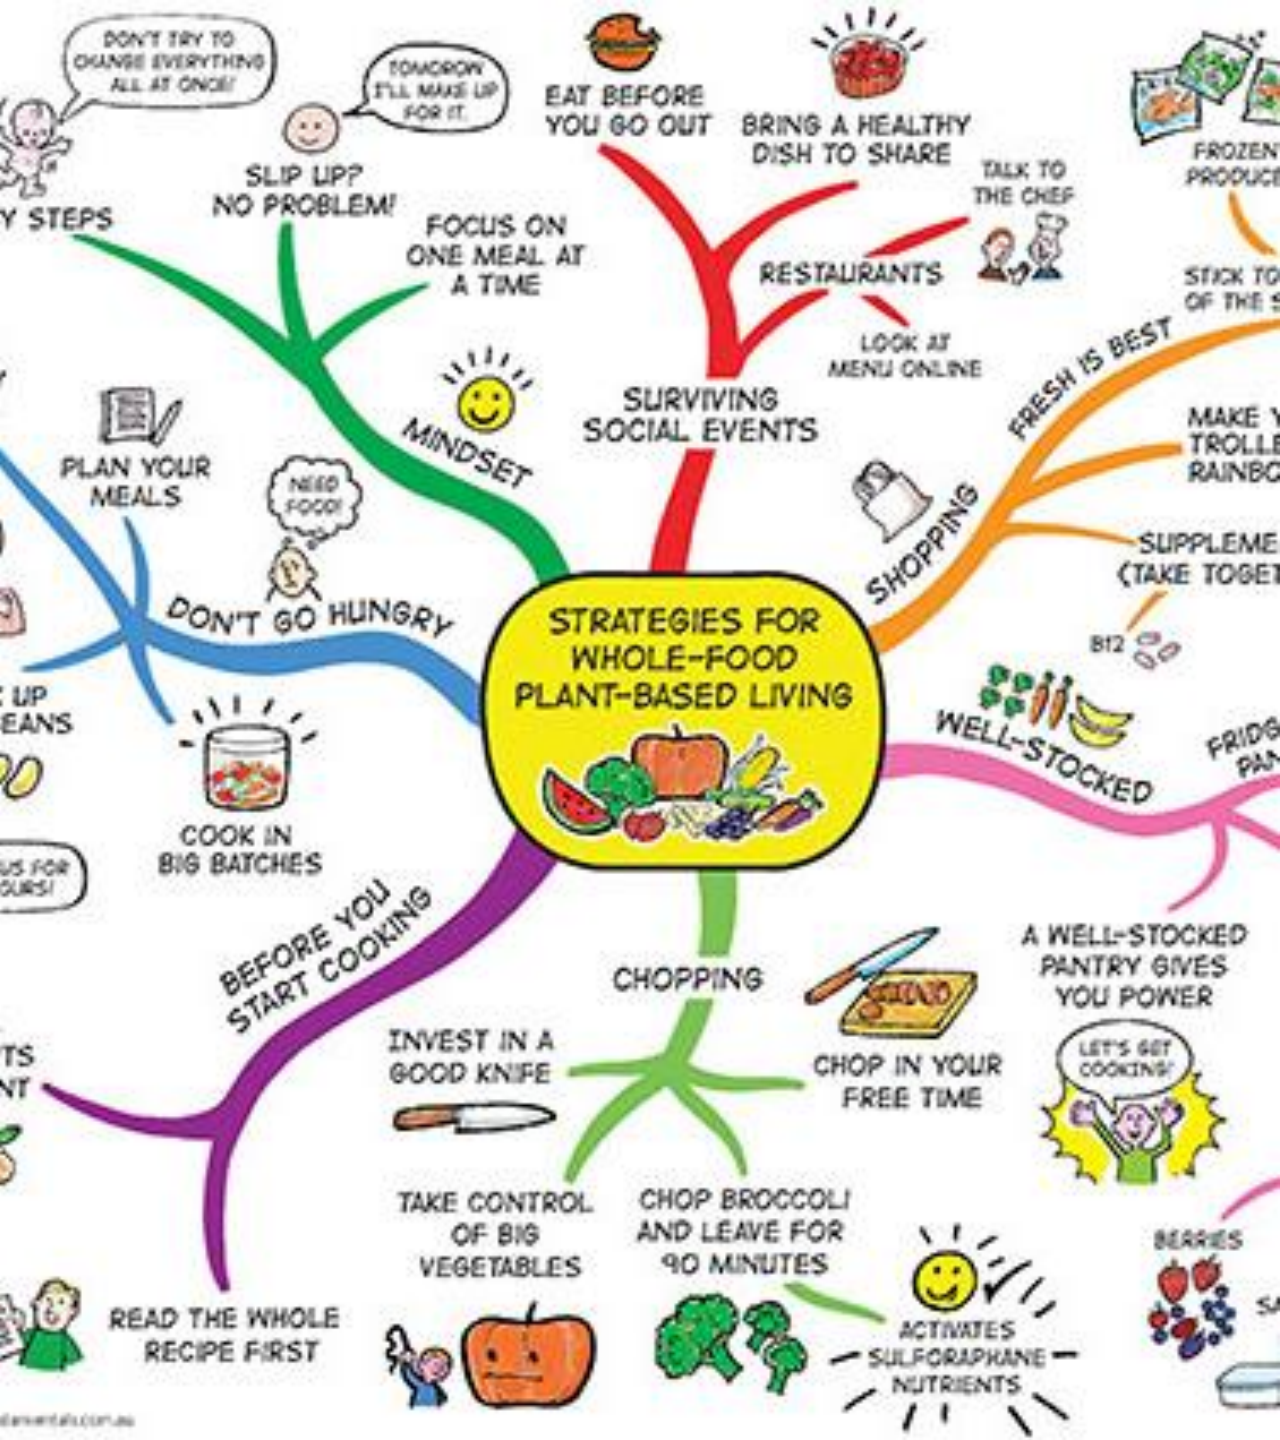 DON'T TRY TO
CHANGE EVERYTHING
ALL AT ONCE!
TOMOROW
I'LL MAKE UP
FOR IT.
Y STEPS
SLIP UP?
NO PROBLEM!
FOCUS ON
ONE MEAL AT
A TIME
MINDSET
EAT BEFORE
YOU GO OUT
BRING A HEALTHY
DISH TO SHARE
TALK TO
THE CHEF
RESTAURANTS
LOOK AT
MENU ONLINE
SURVIVING
SOCIAL EVENTS
FROZEN
PRODUCE
STICK TO
OF THE S
FRESH IS BEST
MAKE Y
TROLLE
RAINBO
SHOPPING
SUPPLEME
(TAKE TOGET
B12
PLAN YOUR
MEALS
NEED
FOOD!
DON'T GO HUNGRY
UP
EANS
COOK IN
BIG BATCHES
US FOR
OURS!
STRATEGIES FOR
WHOLE-FOOD
PLANT-BASED LIVING
WELL-STOCKED
FRIDG
PAN
A WELL-STOCKED
PANTRY GIVES
YOU POWER
LET'S GET
COOKING!
BERRIES
SA
BEFORE YOU
START COOKING
TS
NT
READ THE WHOLE
RECIPE FIRST
CHOPPING
INVEST IN A
GOOD KNIFE
CHOP IN YOUR
FREE TIME
TAKE CONTROL
OF BIG
VEGETABLES
CHOP BROCCOLI
AND LEAVE FOR
90 MINUTES
ACTIVATES
SULFORAPHANE
NUTRIENTS